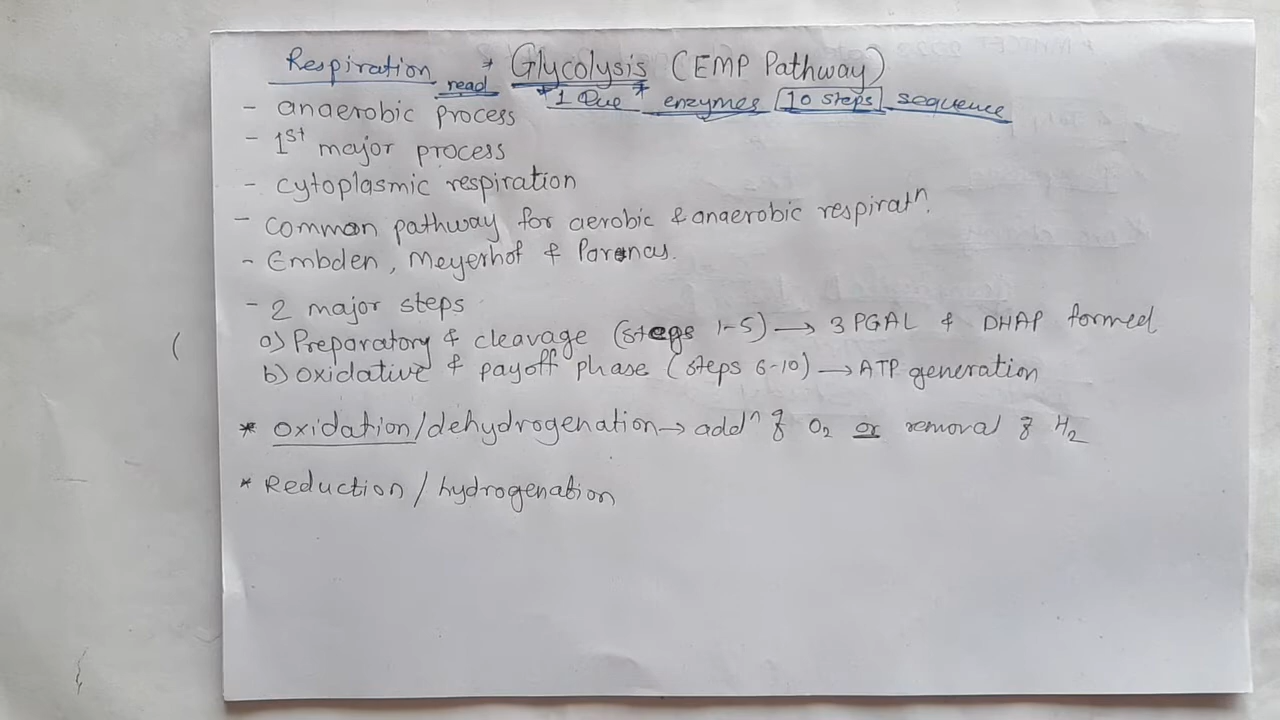 Respiration * Glycolysis (EMP Pathway)
read *1 Que * enzymes 10 steps sequence
- anaerobic process
- 1st major process
- cytoplasmic respiration
- common pathway for aerobic & anaerobic respiratn.
- Embden, Meyerhof & Parenas.
- 2 major steps
a) Preparatory & cleavage (steps 1-5) → 3 PGAL & DHAP formed
b) oxidative & payoff phase (steps 6-10) → ATP generation
* oxidation/dehydrogenation → addn of O2 or removal of H2
* Reduction / hydrogenation